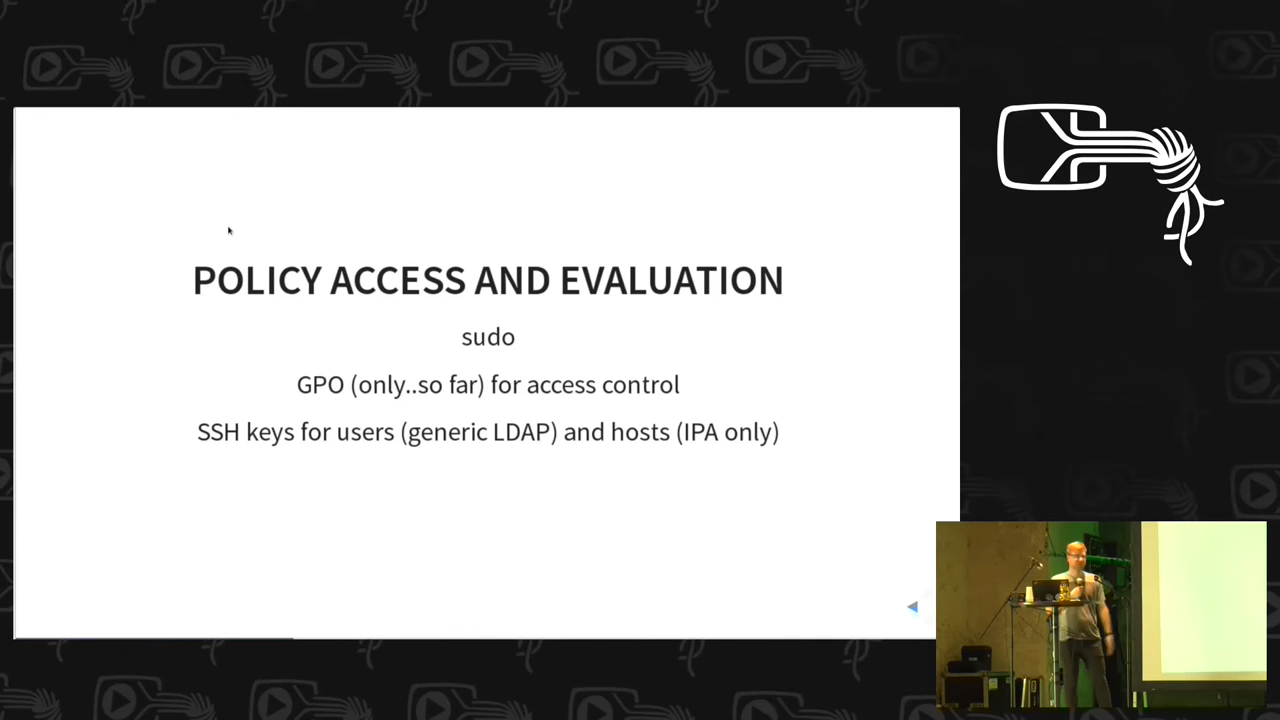 POLICY ACCESS AND EVALUATION
sudo
GPO (only..so far) for access control
SSH keys for users (generic LDAP) and hosts (IPA only)